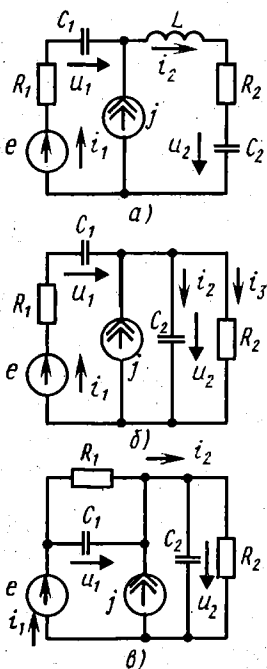 C₁
u₁
L
i₂
R₁
j
R₂
e
i₁
u₂
C₂
а)
C₁
u₁
i₂
i₃
R₁
C₂
j
u₂
R₂
e
i₁
б)
R₁
i₂
C₁
C₂
u₁
e
j
u₂
R₂
i₁
в)